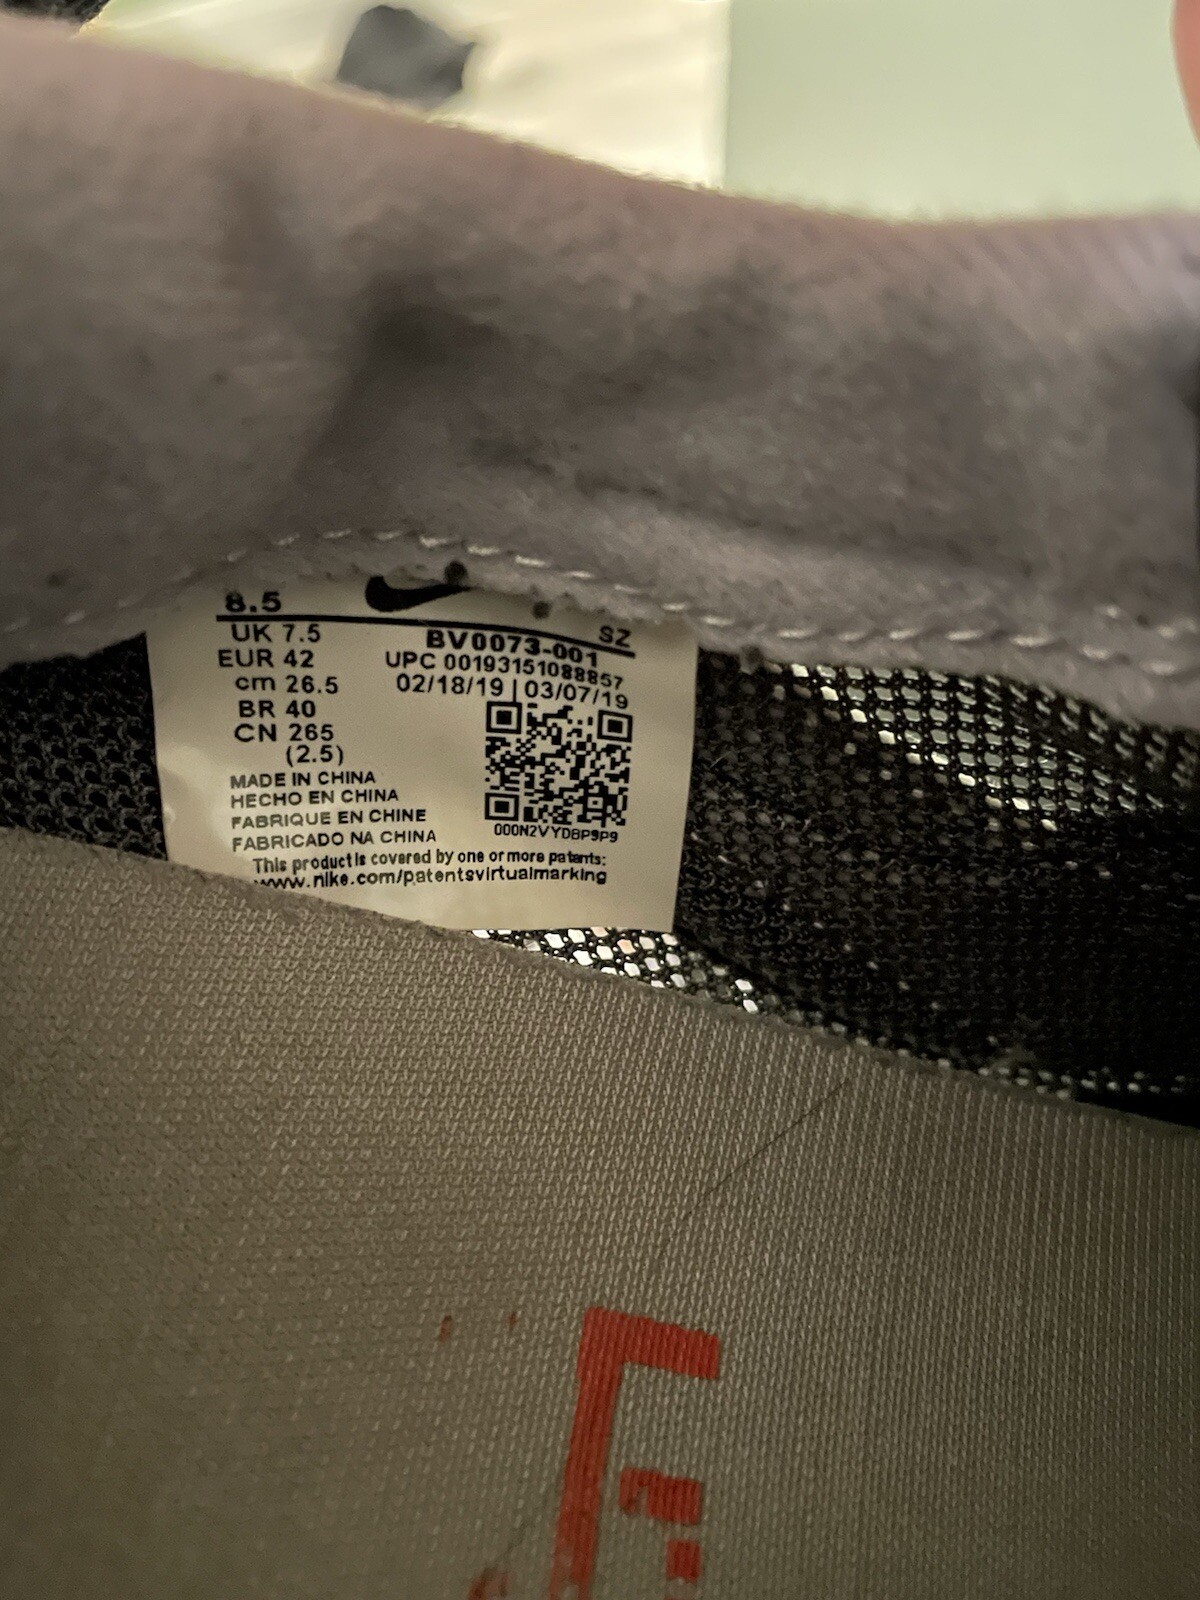 8.5
SZ
UK 7.5
EUR 42
cm 26.5
BR 40
CN 265
(2.5)
BV0073-001
UPC 00193151088857
02/18/19 | 03/07/19
000N2VYDBP9P9
MADE IN CHINA
HECHO EN CHINA
FABRIQUE EN CHINE
FABRICADO NA CHINA
This product is covered by one or more patents:
www.nike.com/patentsvirtualmarking